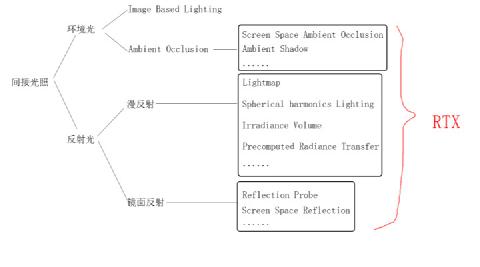 Image Based Lighting
环境光
Ambient Occlusion
Screen Space Ambient Occlusion
Ambient Shadow
......
间接光照
Lightmap
漫反射
Spherical harmonics Lighting
Irradiance Volume
Precomputed Radiance Transfer
......
反射光
镜面反射
Reflection Probe
Screen Space Reflection
......
RTX